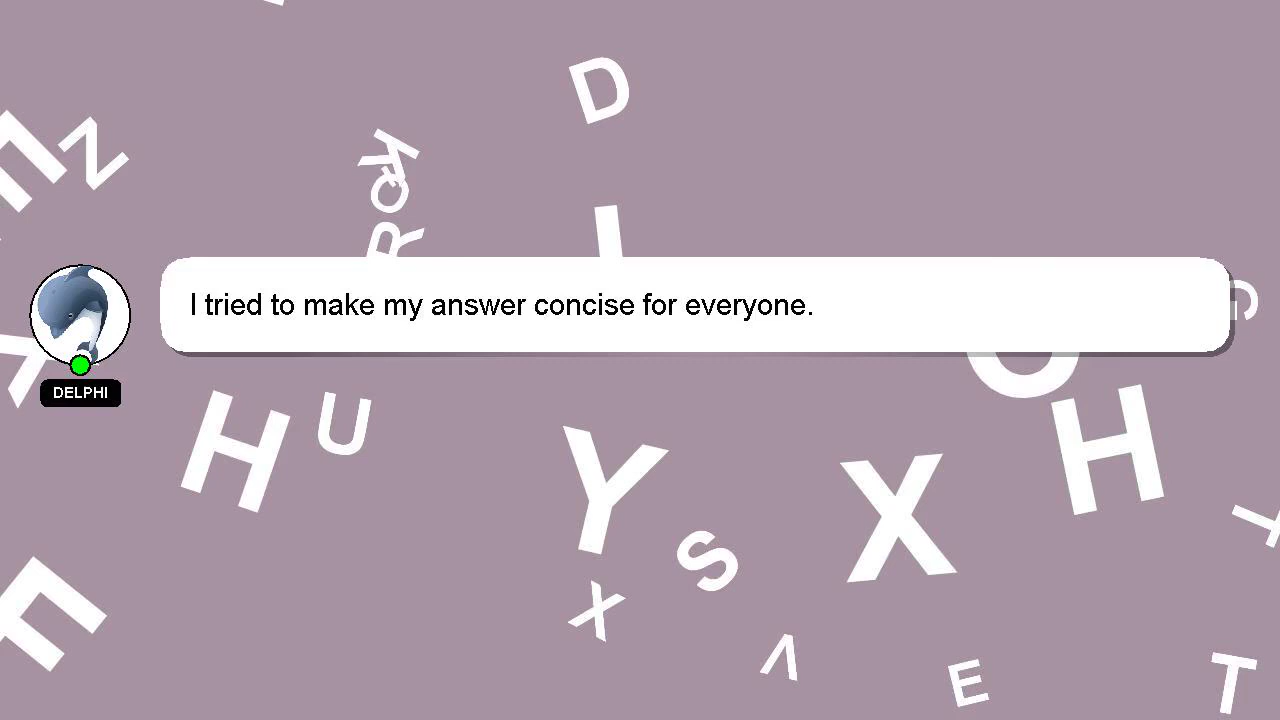 D
Z
K
C
R
I
I tried to make my answer concise for everyone.
DELPHI
H
U
Y
X
H
S
X
V
E
T